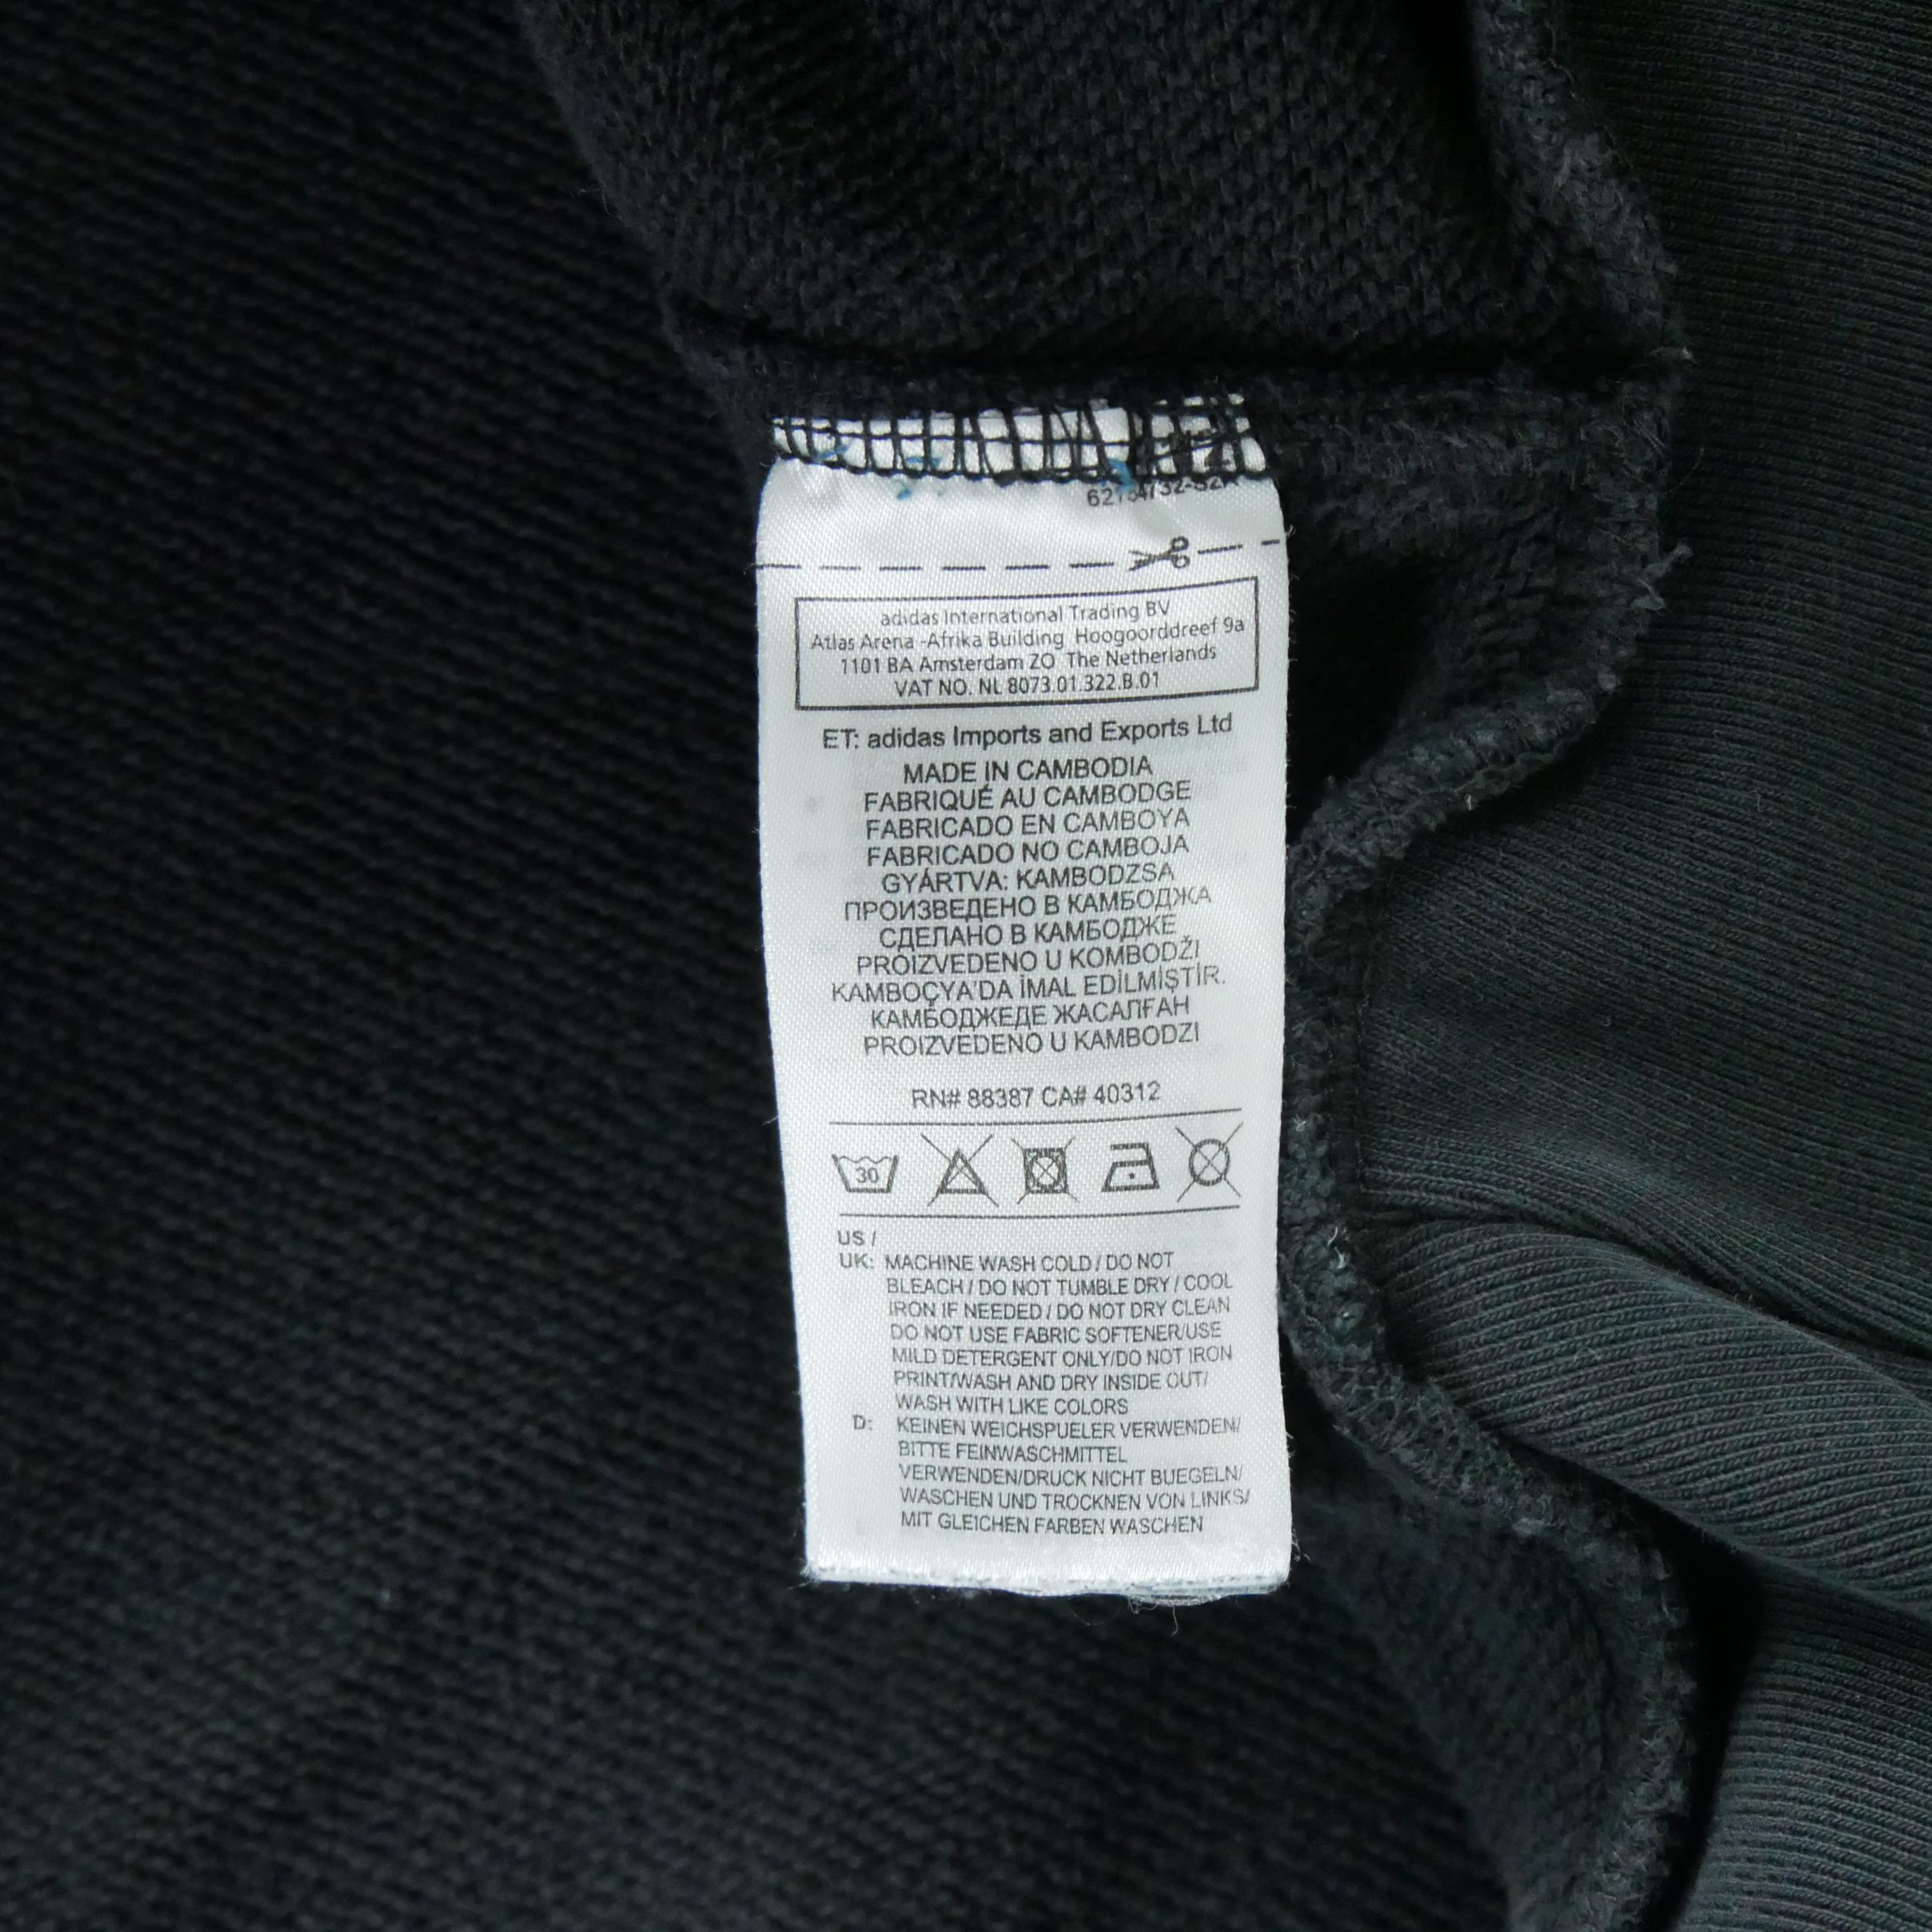 adidas International Trading BV
Atlas Arena -Afrika Building Hoogoorddreef 9a
1101 BA Amsterdam ZO The Netherlands
VAT NO. NL 8073.01.322.B.01
ET: adidas Imports and Exports Ltd
MADE IN CAMBODIA
FABRIQUÉ AU CAMBODGE
FABRICADO EN CAMBOYA
FABRICADO NO CAMBOJA
GYÁRTVA: KAMBODZSA
ПРОИЗВЕДЕНО В КАМБОДЖА
СДЕЛАНО В КАМБОДЖЕ
PROIZVEDENO U KOMBODŽI
KAMBOÇYA'DA İMAL EDİLMİŞTİR.
КАМБОДЖЕДЕ ЖАСАЛҒАН
PROIZVEDENO U KAMBODZI
RN# 88387 CA# 40312
30
US /
UK: MACHINE WASH COLD / DO NOT
BLEACH / DO NOT TUMBLE DRY / COOL
IRON IF NEEDED / DO NOT DRY CLEAN
DO NOT USE FABRIC SOFTENER/USE
MILD DETERGENT ONLY/DO NOT IRON
PRINT/WASH AND DRY INSIDE OUT/
WASH WITH LIKE COLORS
D: KEINEN WEICHSPUELER VERWENDEN/
BITTE FEINWASCHMITTEL
VERWENDEN/DRUCK NICHT BUEGELN/
WASCHEN UND TROCKNEN VON LINKS/
MIT GLEICHEN FARBEN WASCHEN